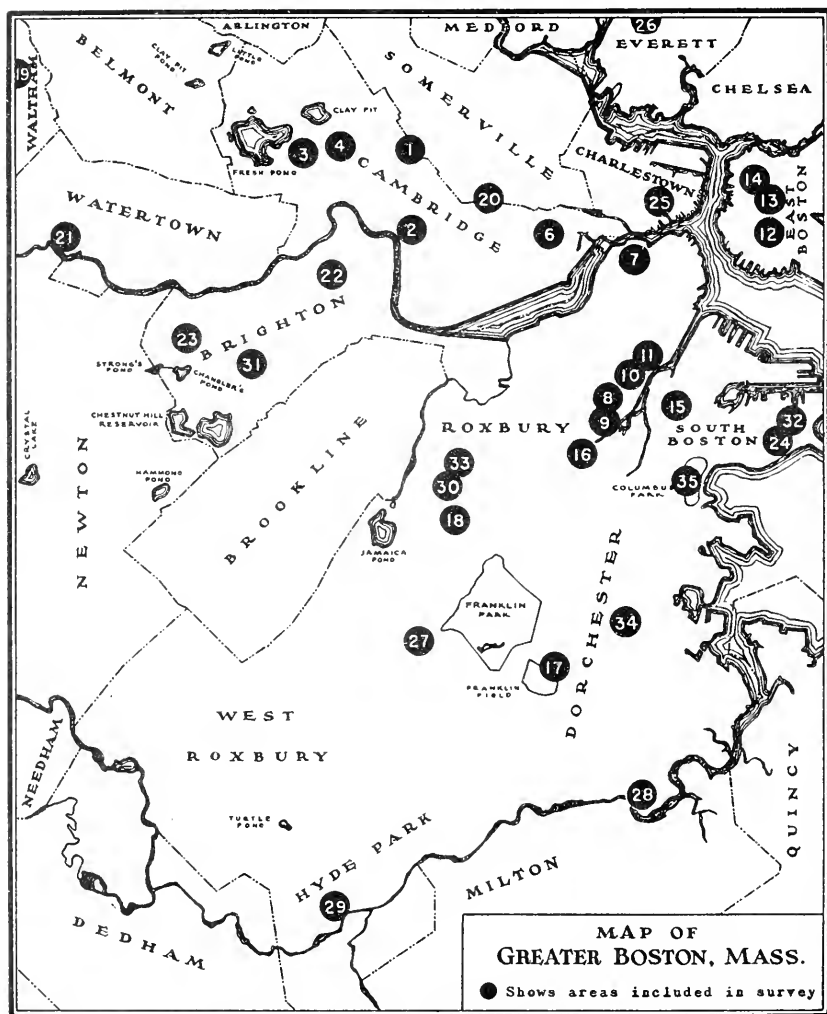 ARLINGTON
MEDFORD
26
EVERETT
CLAY PIT POND
LITTLE POND
BELMONT
SOMERVILLE
CHELSEA
19
WALTHAM
CLAY PIT
3
4
1
FRESH POND
CAMBRIDGE
CHARLESTOWN
14
13
12
EAST BOSTON
20
25
WATERTOWN
21
2
6
7
22
BRIGHTON
23
31
STRONG'S POND
CHANDLER'S POND
11
10
8
9
15
CHESTNUT HILL RESERVOIR
ROXBURY
SOUTH BOSTON
32
24
16
CRYSTAL LAKE
NEWTON
HAMMOND POND
BROOKLINE
33
30
18
COLUMBUS PARK
35
JAMAICA POND
FRANKLIN PARK
DORCHESTER
34
27
17
FRANKLIN FIELD
WEST
ROXBURY
NEEDHAM
QUINCY
28
TURTLE POND
HYDE PARK
MILTON
29
DEDHAM
MAP OF
GREATER BOSTON, MASS.
Shows areas included in survey